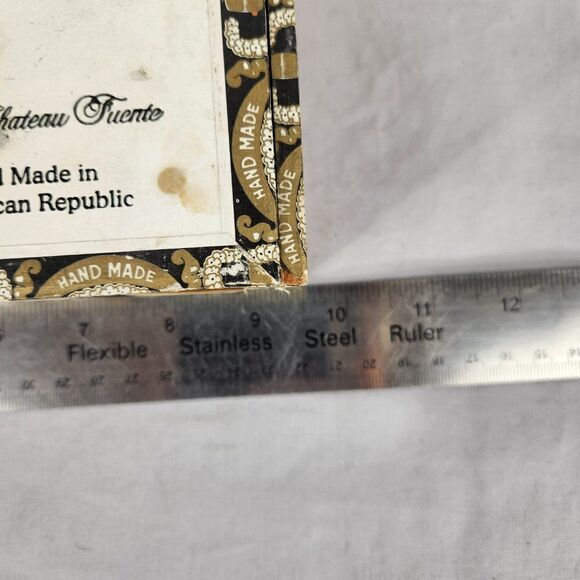 Chateau Fuente
Made in
can Republic
HAND MADE
HAND MADE
HAND MADE
7 8 9 10 11 12
Flexible Stainless Steel Ruler